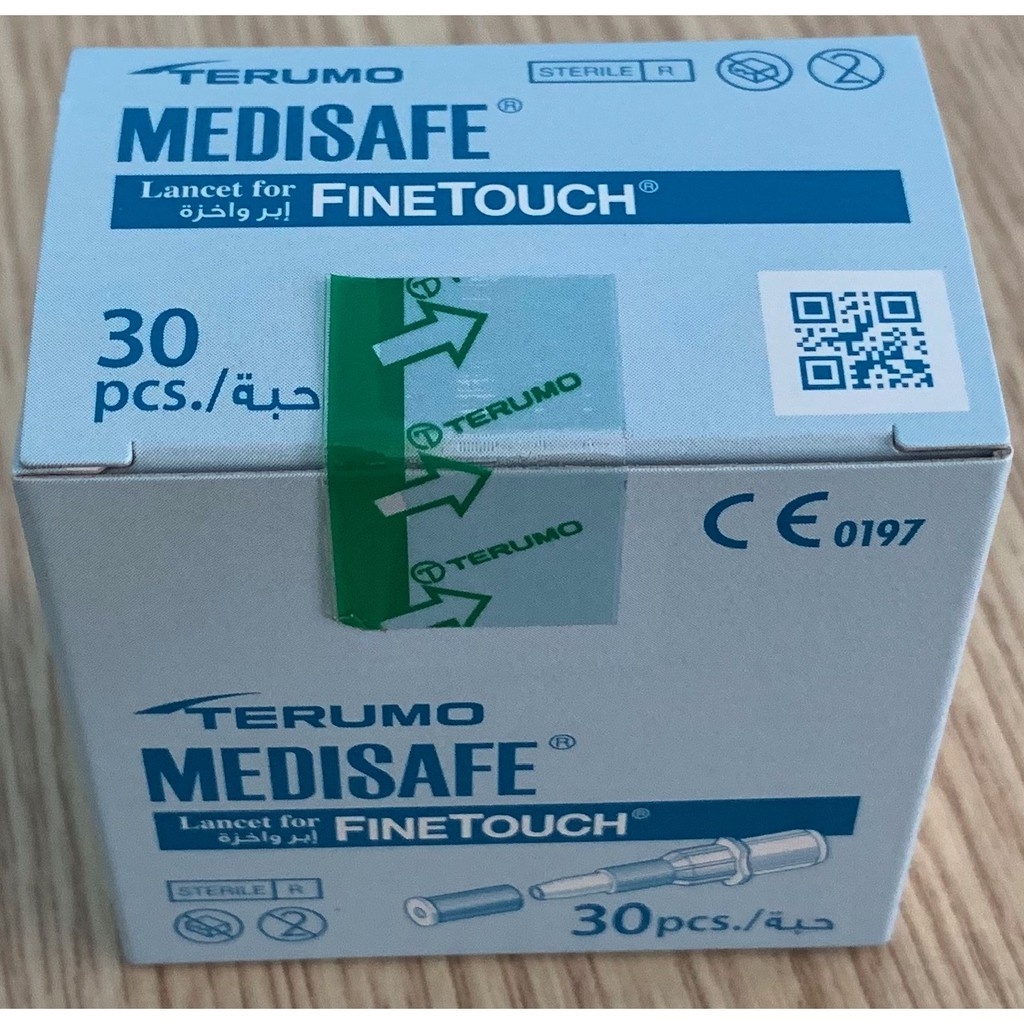 TERUMO
STERILE R
MEDISAFE®
Lancet for
إبر واخزة
FINETOUCH®
30
pcs./حبة
TERUMO
TERUMO
CE 0197
TERUMO
MEDISAFE®
Lancet for
إبر واخزة
FINETOUCH®
STERILE R
30pcs./حبة